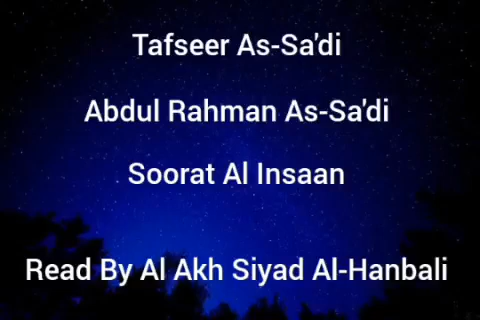 Tafseer As-Sa'di
Abdul Rahman As-Sa'di
Soorat Al Insaan
Read By Al Akh Siyad Al-Hanbali